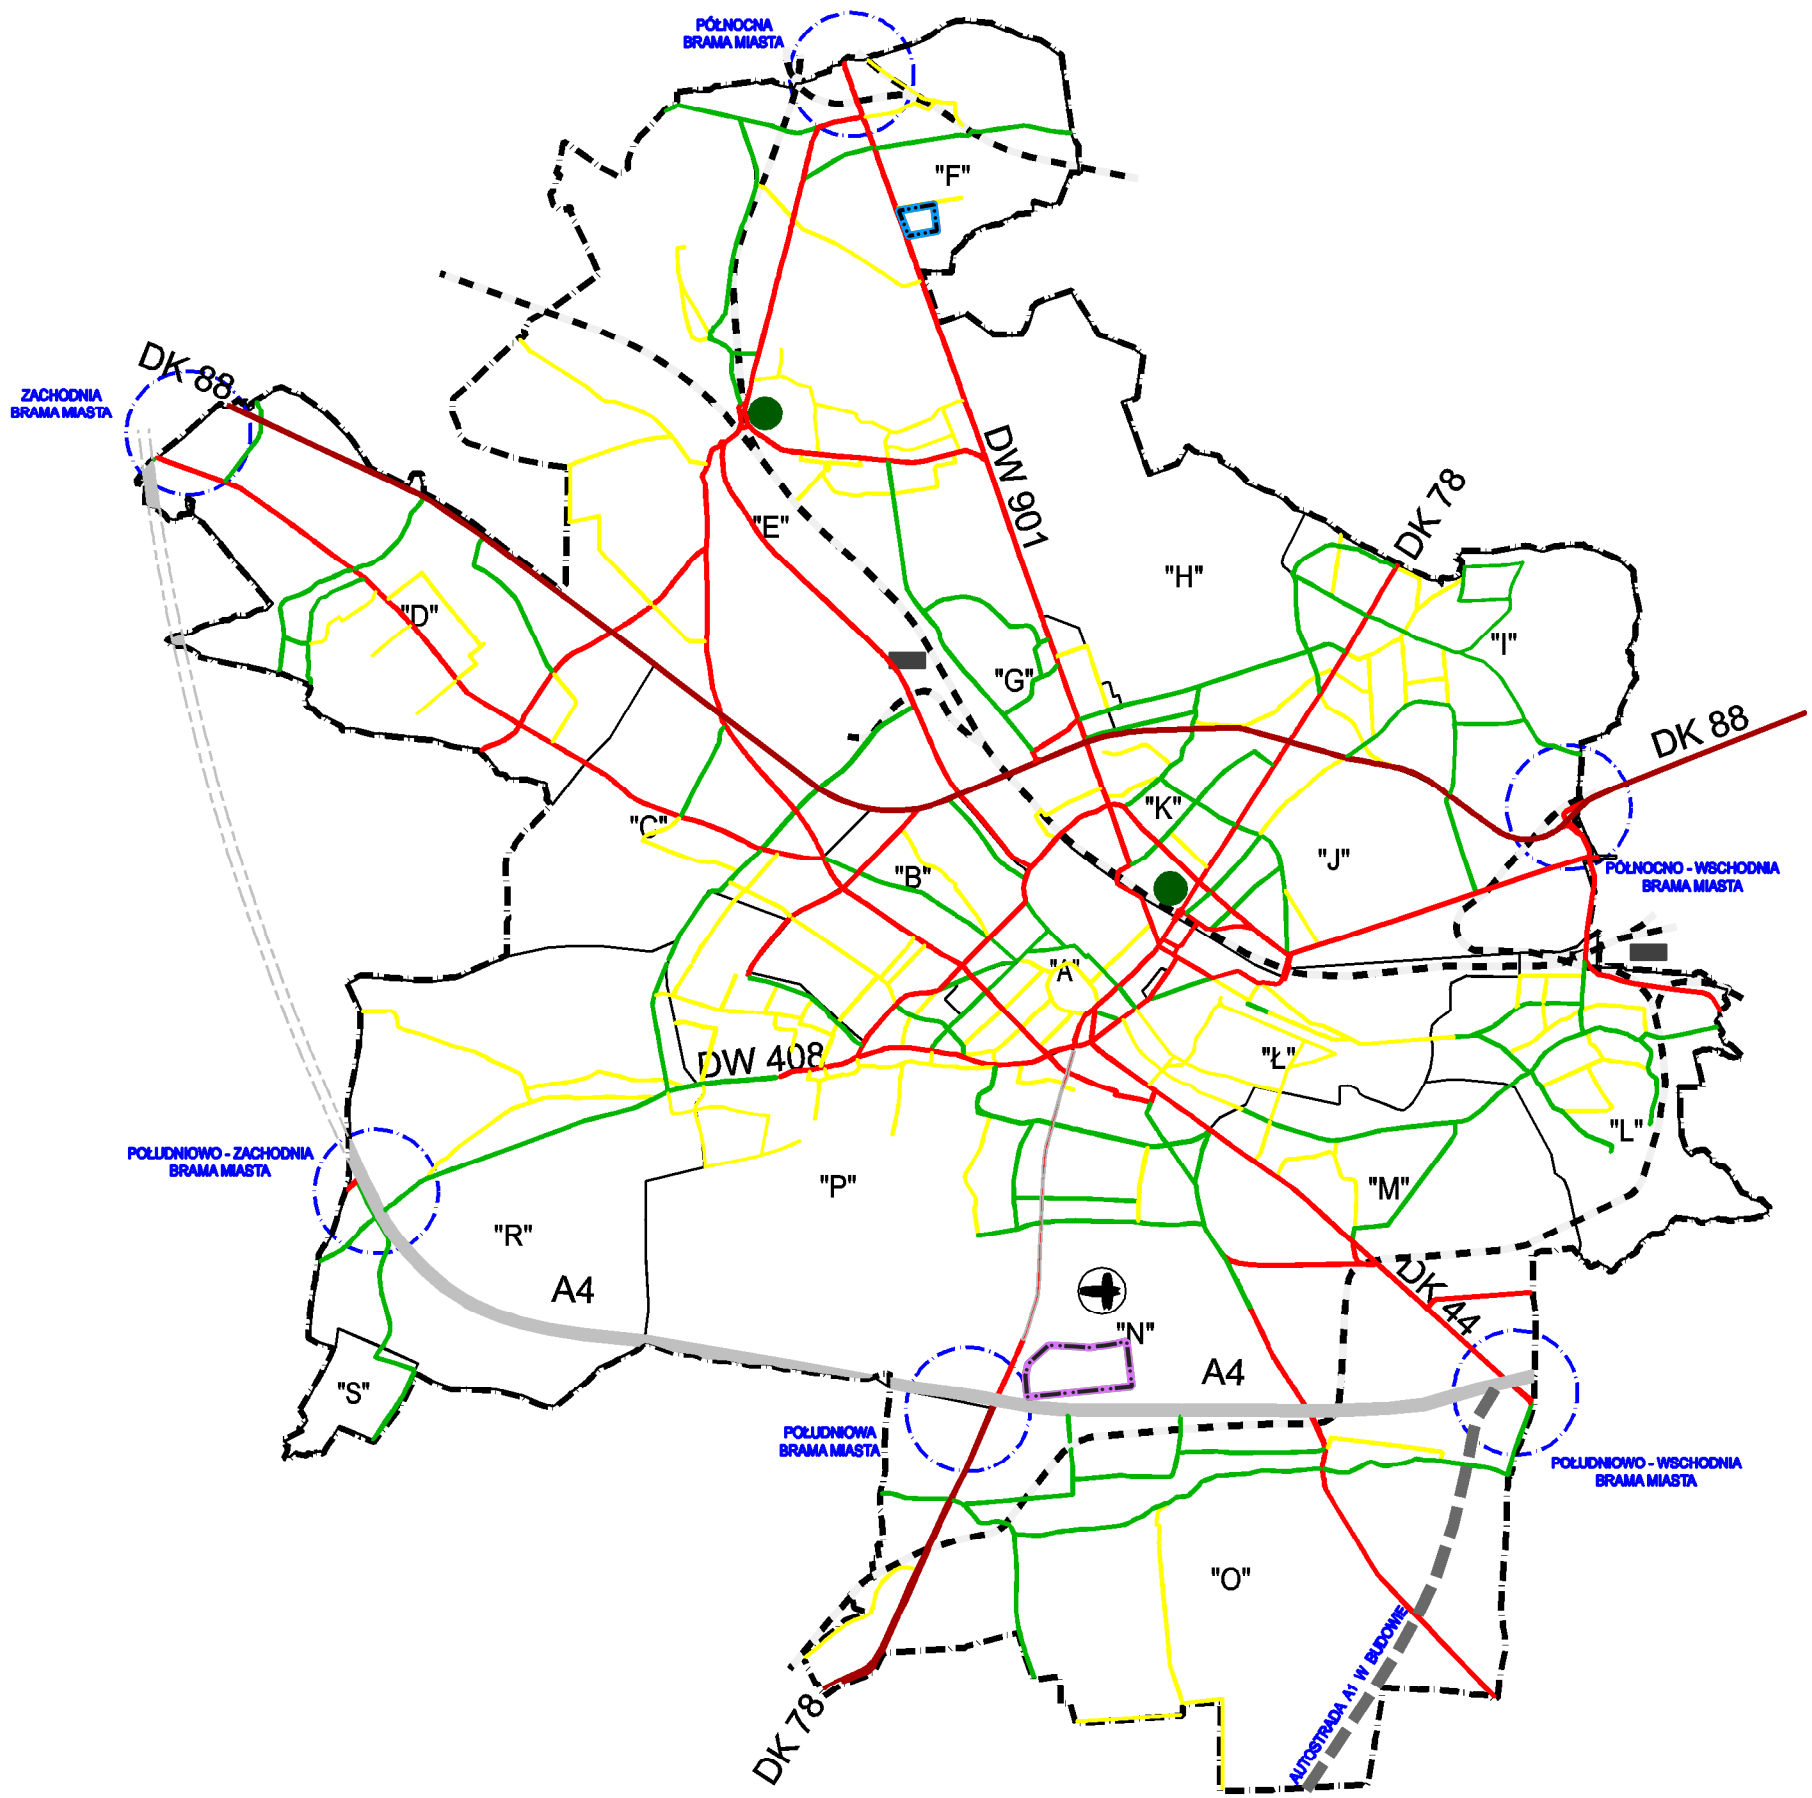 PÓŁNOCNA
BRAMA MIASTA
"F"
DK 88
ZACHODNIA
BRAMA MIASTA
DW 901
DK 78
"E"
"H"
"D"
"I"
"G"
DK 88
"K"
"C"
"J"
"B"
PÓŁNOCNO - WSCHODNIA
BRAMA MIASTA
"A"
DW 408
"Ł"
"L"
POŁUDNIOWO - ZACHODNIA
BRAMA MIASTA
"P"
"M"
"R"
A4
DK 44
"N"
A4
"S"
POŁUDNIOWA
BRAMA MIASTA
POŁUDNIOWO - WSCHODNIA
BRAMA MIASTA
"O"
AUTOSTRADA A1 W BUDOWIE
DK 78